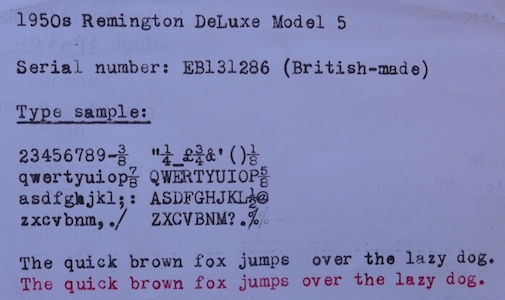 1950s Remington DeLuxe Model 5
Serial number: EB131286 (British-made)
Type sample:
23456789-⅜ "¼_£¾&'()⅛
qwertyuiop⅞ QWERTYUIOP⅝
asdfghjkl;: ASDFGHJKL½@
zxcvbnm,./ ZXCVBNM?.%
The quick brown fox jumps over the lazy dog.
The quick brown fox jumps over the lazy dog.